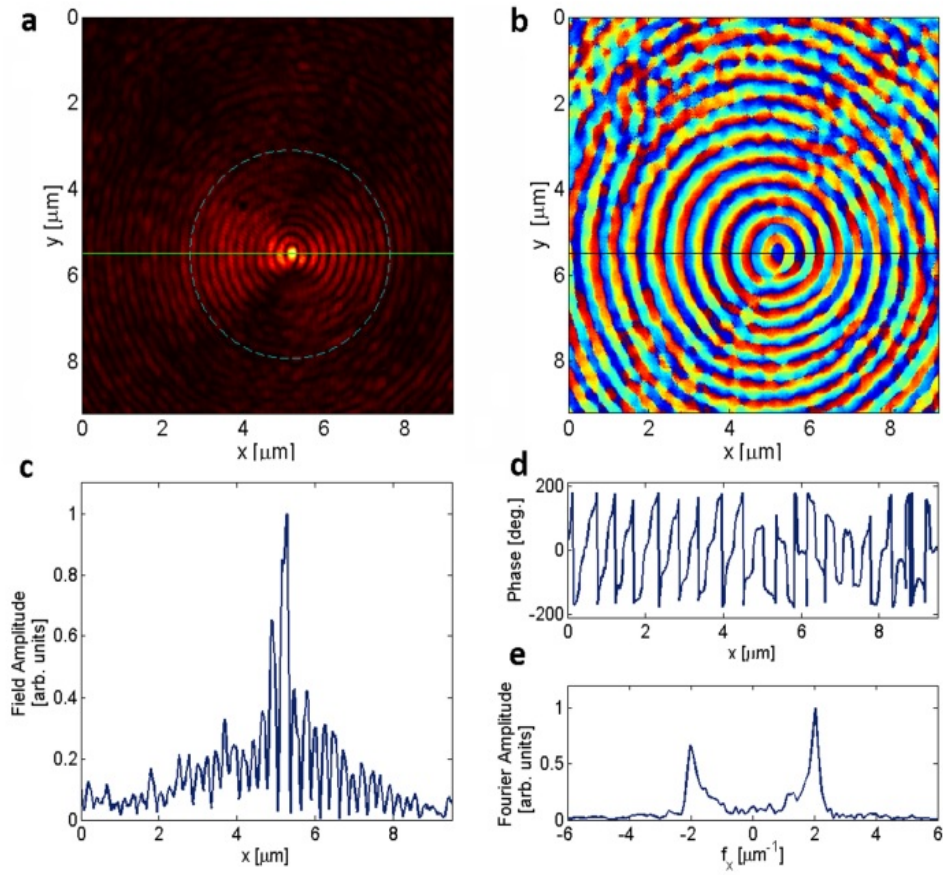 a
0
2
4
6
8
y [μm]
0 2 4 6 8
x [μm]
b
0
2
4
6
8
y [μm]
0 2 4 6 8
x [μm]
c
1
0.8
0.6
0.4
0.2
0
Field Amplitude
[arb. units]
0 2 4 6 8
x [μm]
d
200
0
-200
Phase [deg.]
0 2 4 6 8
x [μm]
e
1
0.5
0
Fourier Amplitude
[arb. units]
-6 -4 -2 0 2 4 6
fx [μm-1]